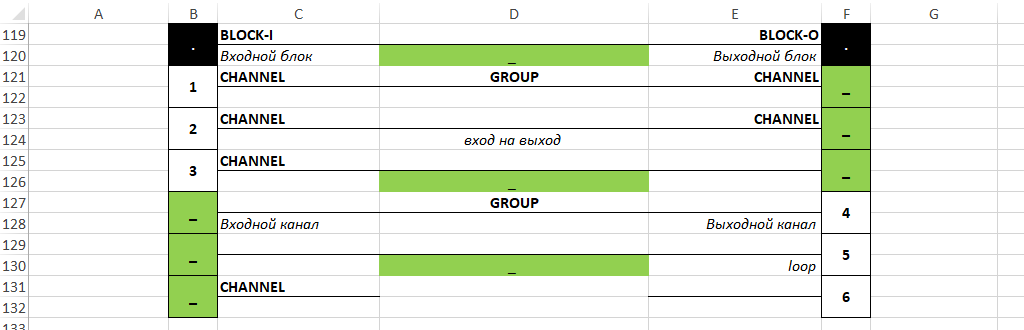 A B C D E F G
119 . BLOCK-I BLOCK-O .
120 Входной блок _ Выходной блок
121 1 CHANNEL GROUP CHANNEL _
122
123 2 CHANNEL CHANNEL _
124 вход на выход
125 3 CHANNEL _
126 _
127 _ GROUP 4
128 Входной канал Выходной канал
129 _ 5
130 _ loop
131 _ CHANNEL 6
132
133